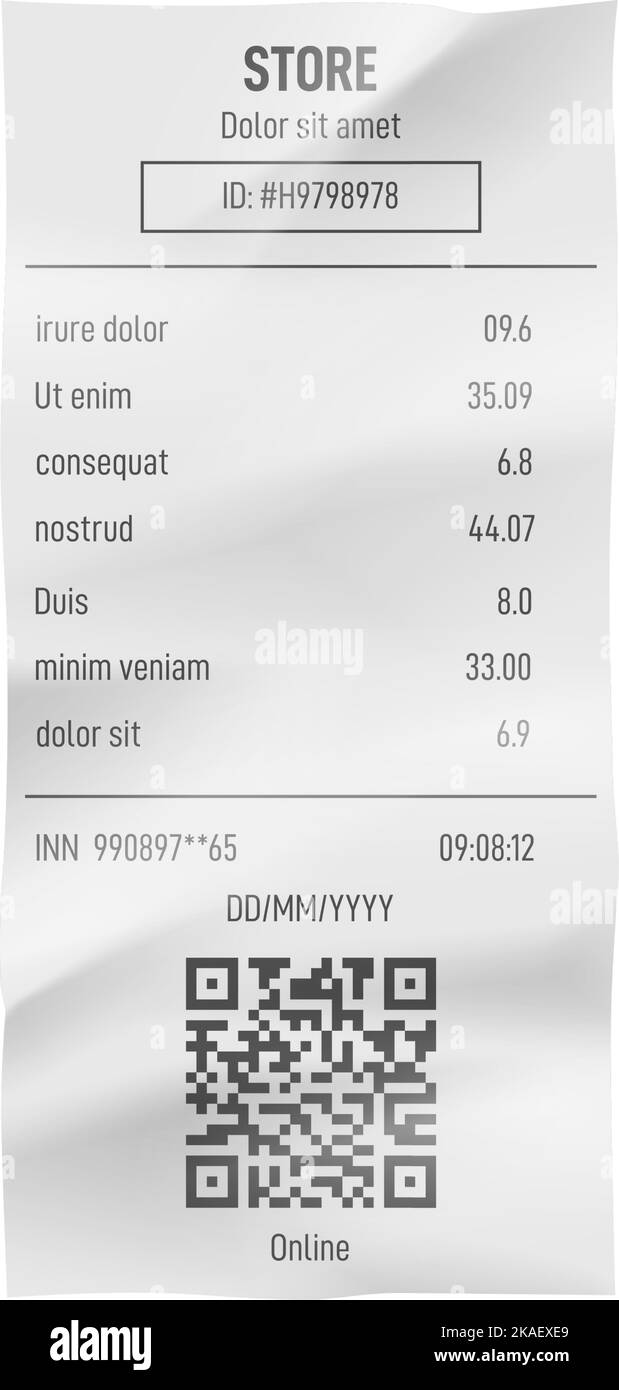 STORE
Dolor sit amet
ID: #H9798978
irure dolor 09.6
Ut enim 35.09
consequat 6.8
nostrud 44.07
Duis 8.0
minim veniam 33.00
dolor sit 6.9
INN 990897**65 09:08:12
DD/MM/YYYY
Online
alamy
alamy
Image ID: 2KAEXE9
www.alamy.com